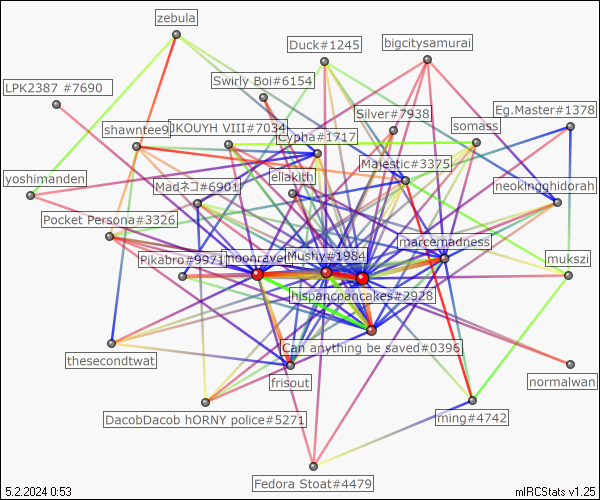 zebula
Duck#1245
bigcitysamurai
Swirly Boi#6154
LPK2387 #7690
Silver#7938
Eg.Master#1378
shawntee9
JKOUYH VIII#7034
Cypha#1717
somass
Majestic#3375
yoshimanden
Madネコ#6901
ellakith
neokingghidorah
Pocket Persona#3326
marcemadness
Pikabro#9971
moonraven
Mushy#1984
mukszi
hispancpancakes#2928
thesecondtwat
Can anything be saved#0396
frisout
normalwan
DacobDacob hORNY police#5271
ming#4742
Fedora Stoat#4479
5.2.2024 0:53
mIRCStats v1.25